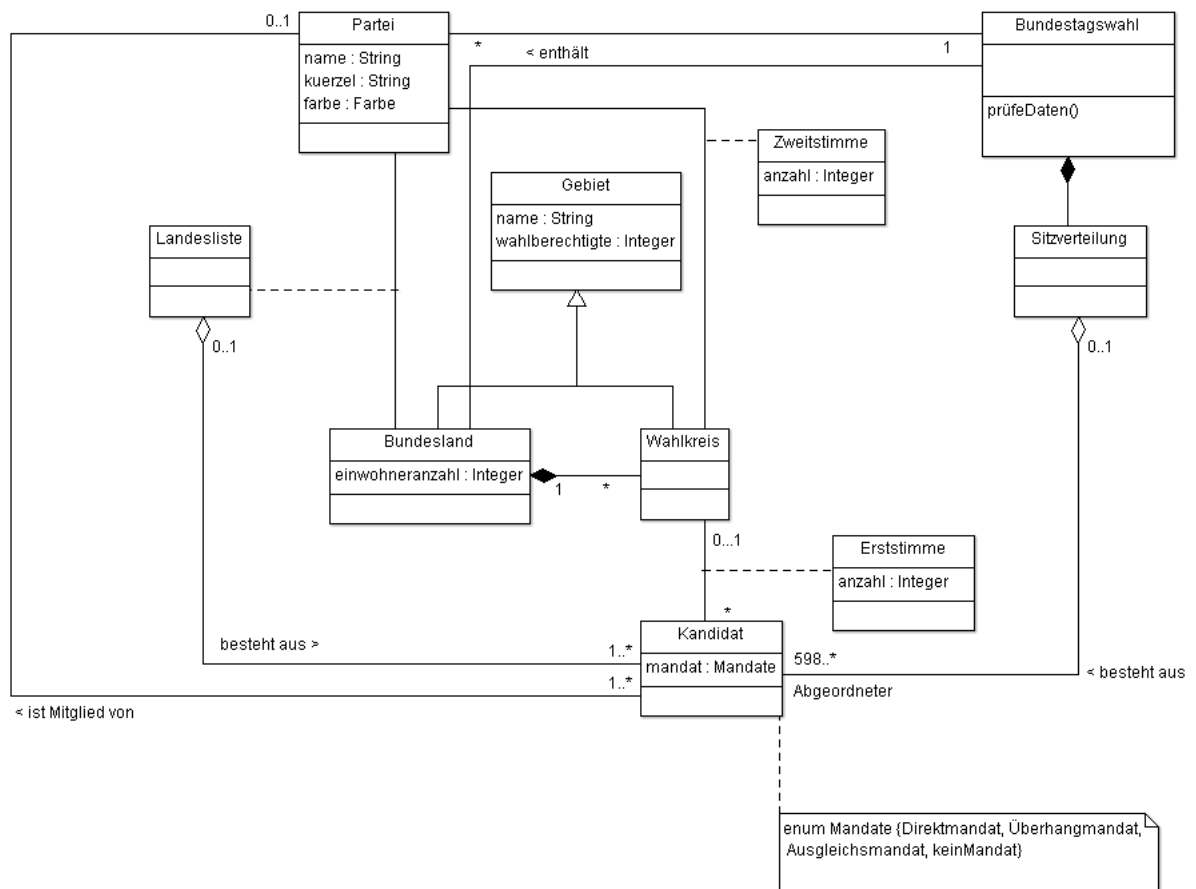 0..1
Partei
name : String
kuerzel : String
farbe : Farbe
*
< enthält
1
Bundestagswahl
prüfeDaten()
Zweitstimme
anzahl : Integer
Gebiet
name : String
wahlberechtigte : Integer
Landesliste
0..1
Sitzverteilung
0..1
Bundesland
einwohneranzahl : Integer
1
*
Wahlkreis
0...1
Erststimme
anzahl : Integer
*
Kandidat
mandat : Mandate
besteht aus >
1..*
1..*
598..*
Abgeordneter
< besteht aus
< ist Mitglied von
enum Mandate {Direktmandat, Überhangmandat,
Ausgleichsmandat, keinMandat}